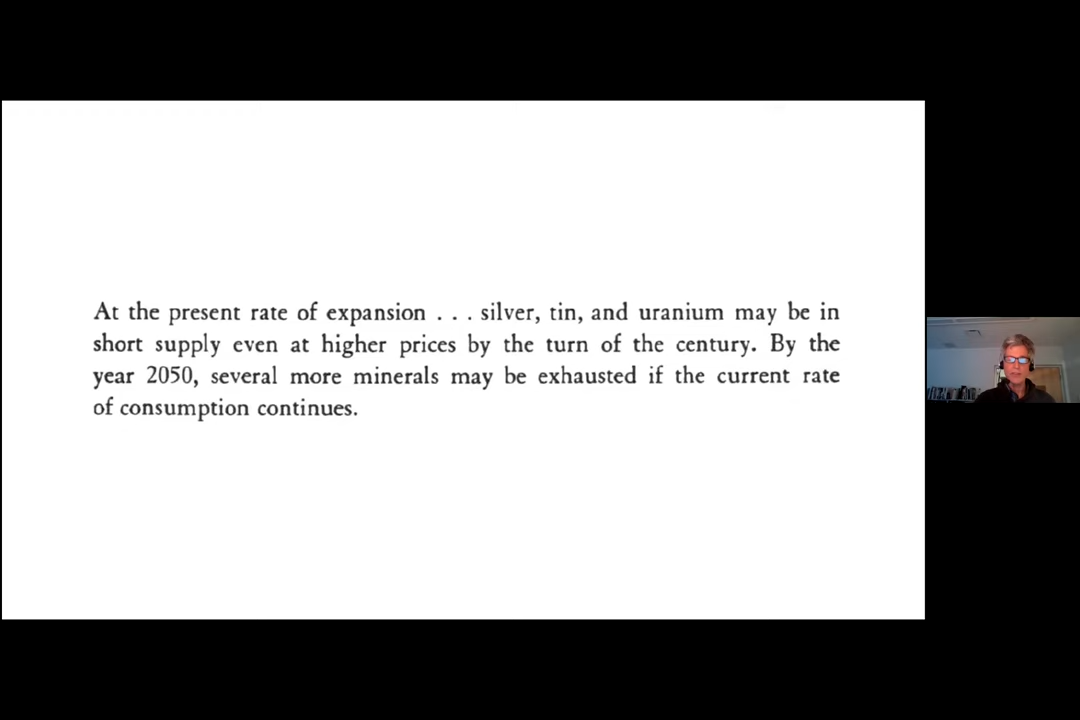 At the present rate of expansion . . . silver, tin, and uranium may be in
short supply even at higher prices by the turn of the century. By the
year 2050, several more minerals may be exhausted if the current rate
of consumption continues.